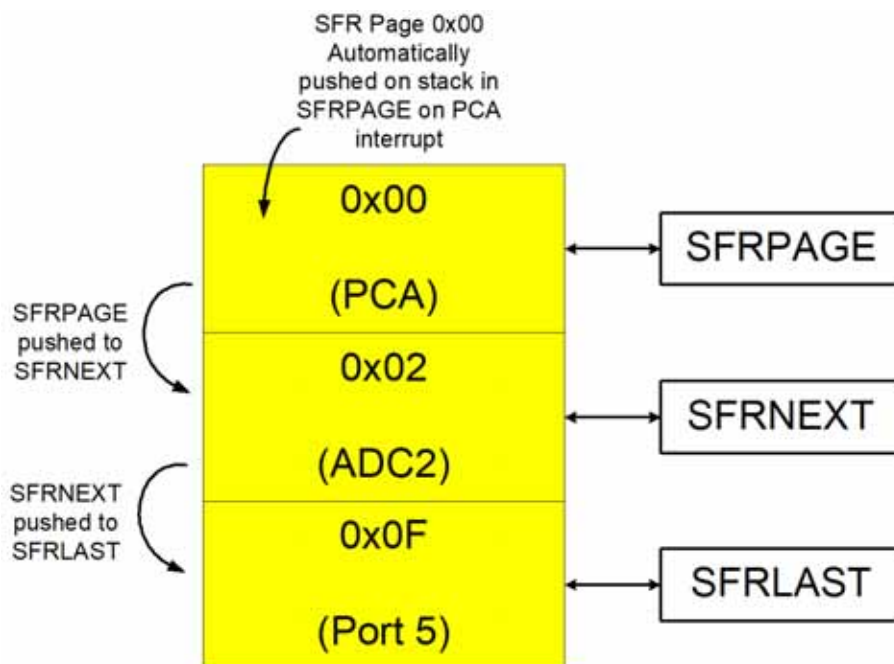 SFR Page 0x00
Automatically
pushed on stack in
SFRPAGE on PCA
interrupt
0x00
(PCA)
SFRPAGE
SFRPAGE
pushed to
SFRNEXT
0x02
(ADC2)
SFRNEXT
SFRNEXT
pushed to
SFRLAST
0x0F
(Port 5)
SFRLAST